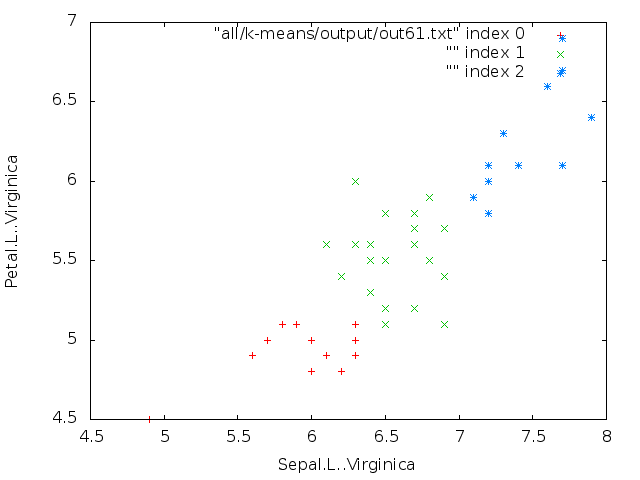 "all/k-means/output/out61.txt" index 0
"" index 1
"" index 2
7
6.5
6
5.5
5
4.5
Petal.L..Virginica
4.5 5 5.5 6 6.5 7 7.5 8
Sepal.L..Virginica